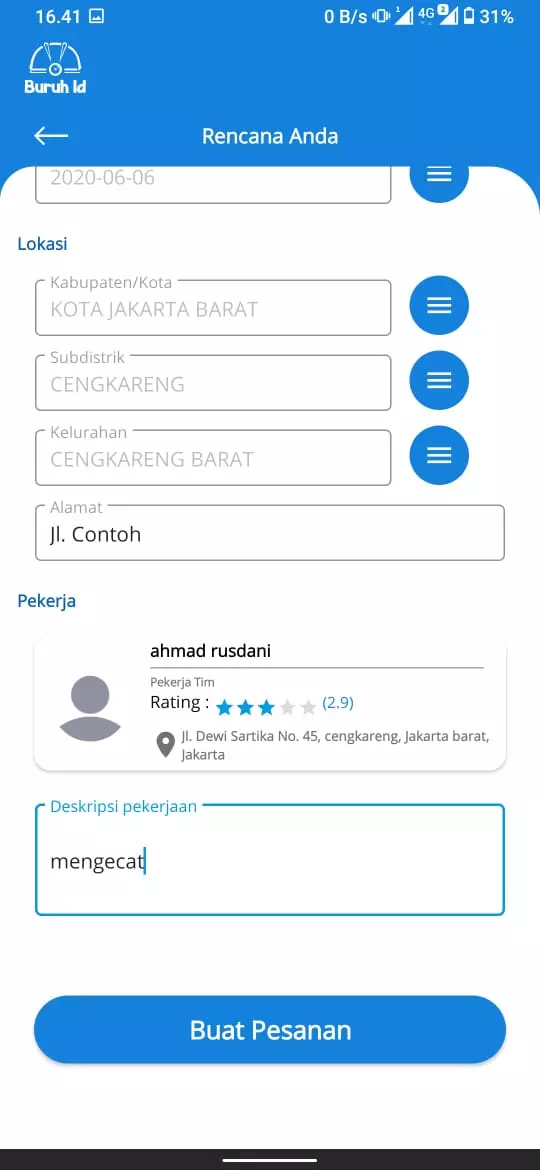 16.41
0 B/s
1
4G
2
31%
Buruh Id
Rencana Anda
2020-06-06
Lokasi
Kabupaten/Kota
KOTA JAKARTA BARAT
Subdistrik
CENGKARENG
Kelurahan
CENGKARENG BARAT
Alamat
Jl. Contoh
Pekerja
ahmad rusdani
Pekerja Tim
Rating : (2.9)
Jl. Dewi Sartika No. 45, cengkareng, Jakarta barat,
Jakarta
Deskripsi pekerjaan
mengecat
Buat Pesanan